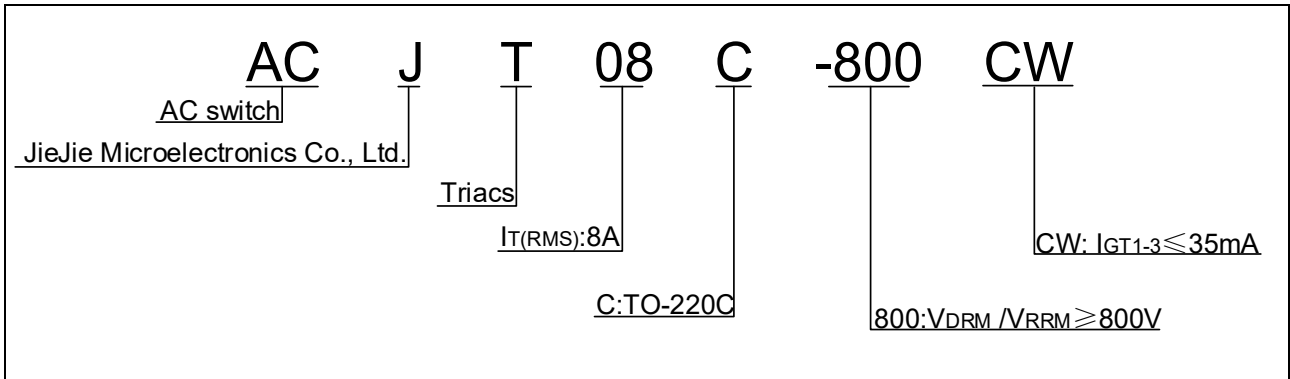 AC J T 08 C -800 CW
AC switch
JieJie Microelectronics Co., Ltd.
Triacs
IT(RMS):8A
CW: IGT1-3≤35mA
C:TO-220C
800:VDRM /VRRM≥800V